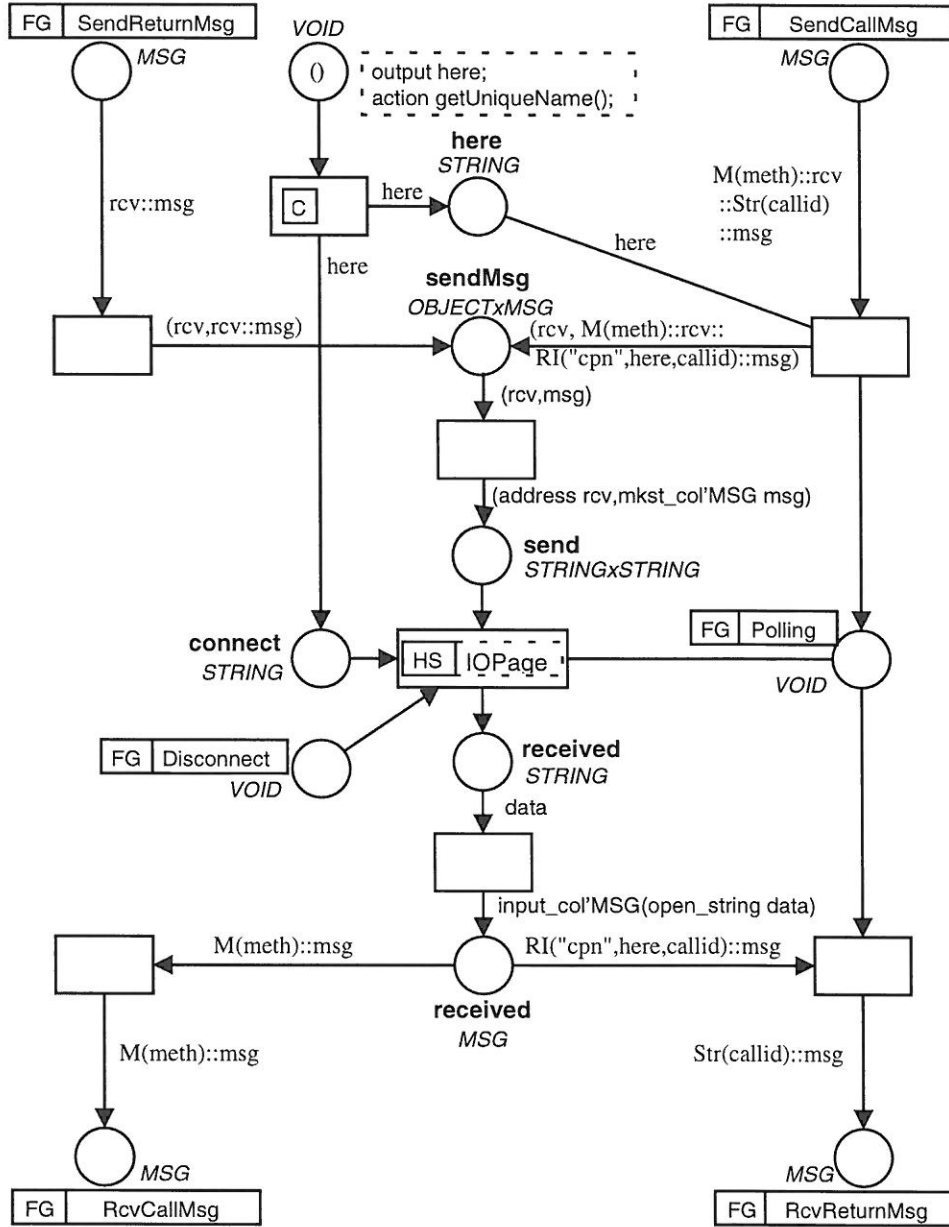 FG SendReturnMsg
MSG
VOID
()
output here;
action getUniqueName();
FG SendCallMsg
MSG
here
STRING
C
here
here
rcv::msg
M(meth)::rcv
::Str(callid)
::msg
here
sendMsg
OBJECTxMSG
(rcv,rcv::msg)
(rcv, M(meth)::rcv::
RI("cpn",here,callid)::msg)
(rcv,msg)
(address rcv,mkst_col'MSG msg)
send
STRINGxSTRING
connect
STRING
HS IOPage
FG Polling
VOID
FG Disconnect
VOID
received
STRING
data
input_col'MSG(open_string data)
M(meth)::msg
RI("cpn",here,callid)::msg
received
MSG
M(meth)::msg
Str(callid)::msg
MSG
FG RcvCallMsg
MSG
FG RcvReturnMsg